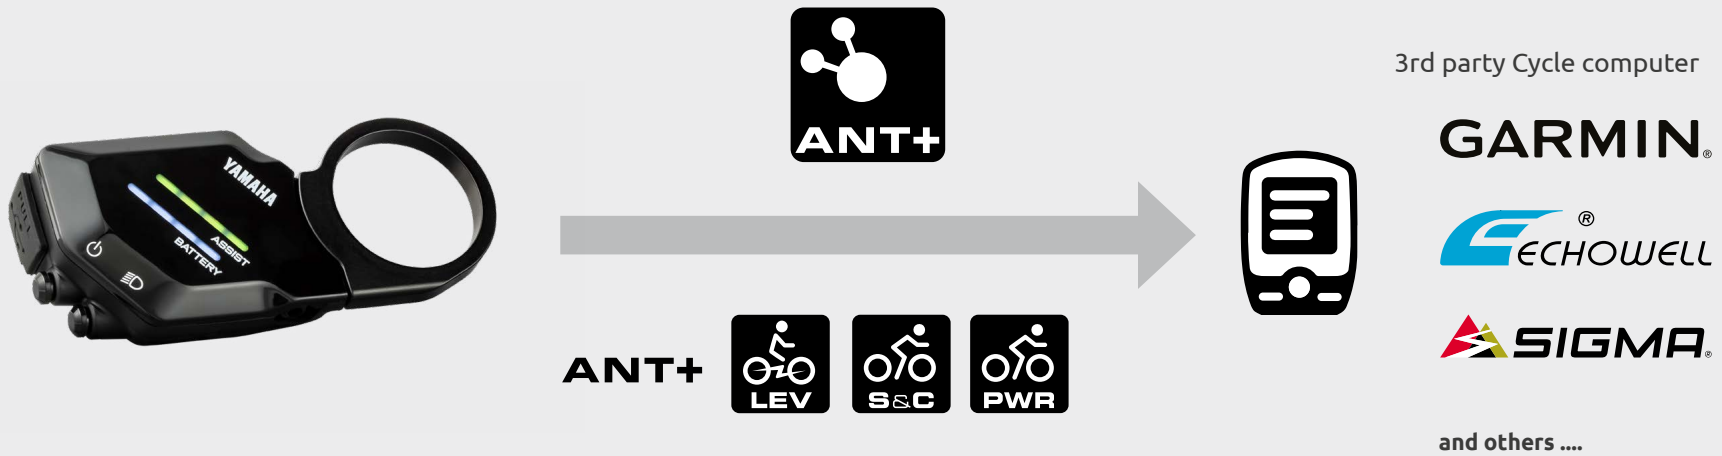 YAMAHA
ASSIST
BATTERY
ANT+
ANT+
LEV
S&C
PWR
3rd party Cycle computer
GARMIN®
® ECHOWELL
SIGMA®
and others ....